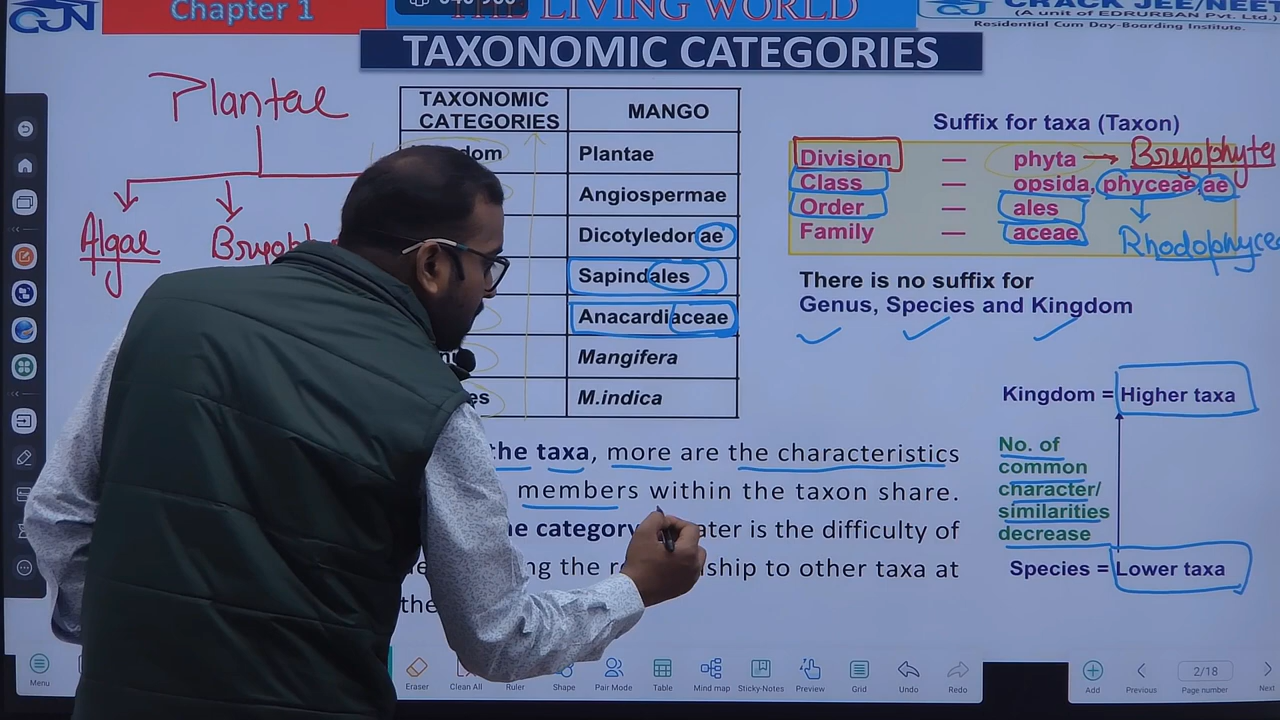 Chapter 1
THE LIVING WORLD
CRACK JEE/NEET
(A unit of EDRURBAN Pvt. Ltd.)
Residential Cum Day-Boarding Institute.
TAXONOMIC CATEGORIES
Plantae
Algae
TAXONOMIC CATEGORIES MANGO
Plantae
Angiospermae
Dicotyledonae
Sapindales
Anacardiaceae
Mangifera
M.indica
Suffix for taxa (Taxon)
Division — phyta → Bryophyta
Class — opsida, phyceae, ae
Order — ales
Family — aceae
Rhodophycea
There is no suffix for
Genus, Species and Kingdom
Kingdom = Higher taxa
No. of
common
character/
similarities
decrease
Species = Lower taxa
the taxa, more are the characteristics
members within the taxon share.
category is the difficulty of
the to other taxa at
the
Menu
Eraser
Clean All
Ruler
Shape
Pair Mode
Table
Mind map
Sticky-Notes
Preview
Grid
Undo
Redo
Add
Previous
2/18
Page number
Next